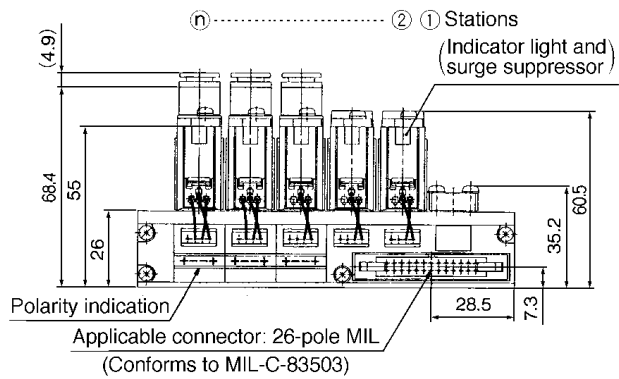 ⓝ ---------------------- ② ① Stations
(Indicator light and
surge suppressor)
(4.9)
68.4
55
26
60.5
35.2
7.3
28.5
Polarity indication
Applicable connector: 26-pole MIL
(Conforms to MIL-C-83503)